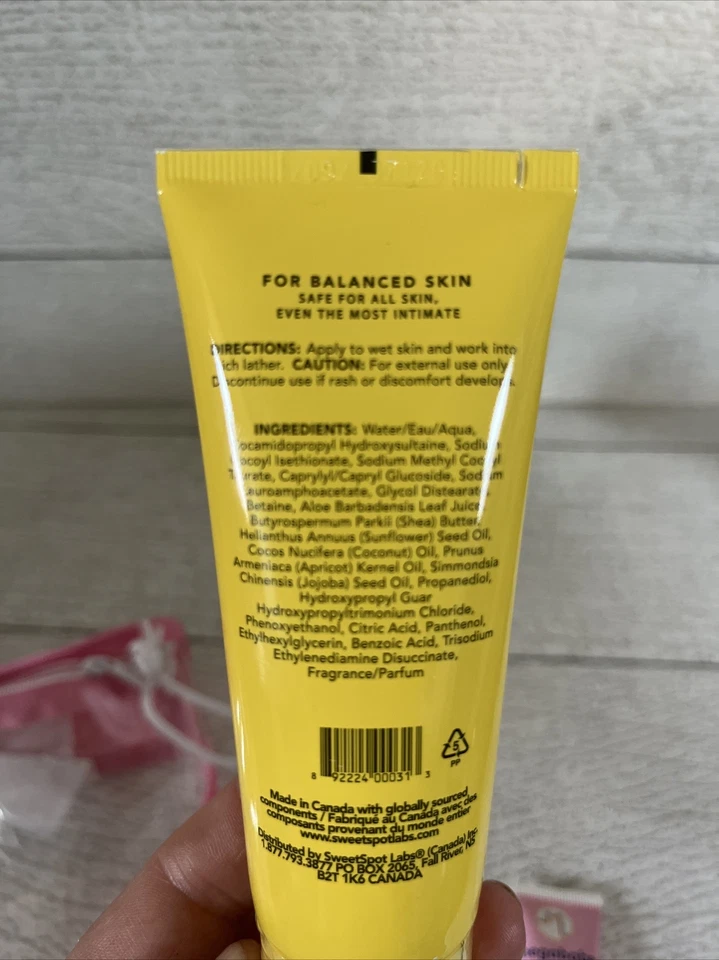 FOR BALANCED SKIN
SAFE FOR ALL SKIN,
EVEN THE MOST INTIMATE
DIRECTIONS: Apply to wet skin and work into
rich lather. CAUTION: For external use only.
Discontinue use if rash or discomfort develops.
INGREDIENTS: Water/Eau/Aqua,
Cocamidopropyl Hydroxysultaine, Sodium
Cocoyl Isethionate, Sodium Methyl Cocoyl
Taurate, Caprylyl/Capryl Glucoside, Sodium
Lauroamphoacetate, Glycol Distearate,
Betaine, Aloe Barbadensis Leaf Juice,
Butyrospermum Parkii (Shea) Butter,
Helianthus Annuus (Sunflower) Seed Oil,
Cocos Nucifera (Coconut) Oil, Prunus
Armeniaca (Apricot) Kernel Oil, Simmondsia
Chinensis (Jojoba) Seed Oil, Propanediol,
Hydroxypropyl Guar
Hydroxypropyltrimonium Chloride,
Phenoxyethanol, Citric Acid, Panthenol,
Ethylhexylglycerin, Benzoic Acid, Trisodium
Ethylenediamine Disuccinate,
Fragrance/Parfum
5
PP
8 92224 00031 3
Made in Canada with globally sourced
components / Fabriqué au Canada avec des
composants provenant du monde entier
www.sweetspotlabs.com
Distributed by SweetSpot Labs® (Canada) Inc.
1.877.793.3877 PO BOX 2065, Fall River, NS
B2T 1K6 CANADA